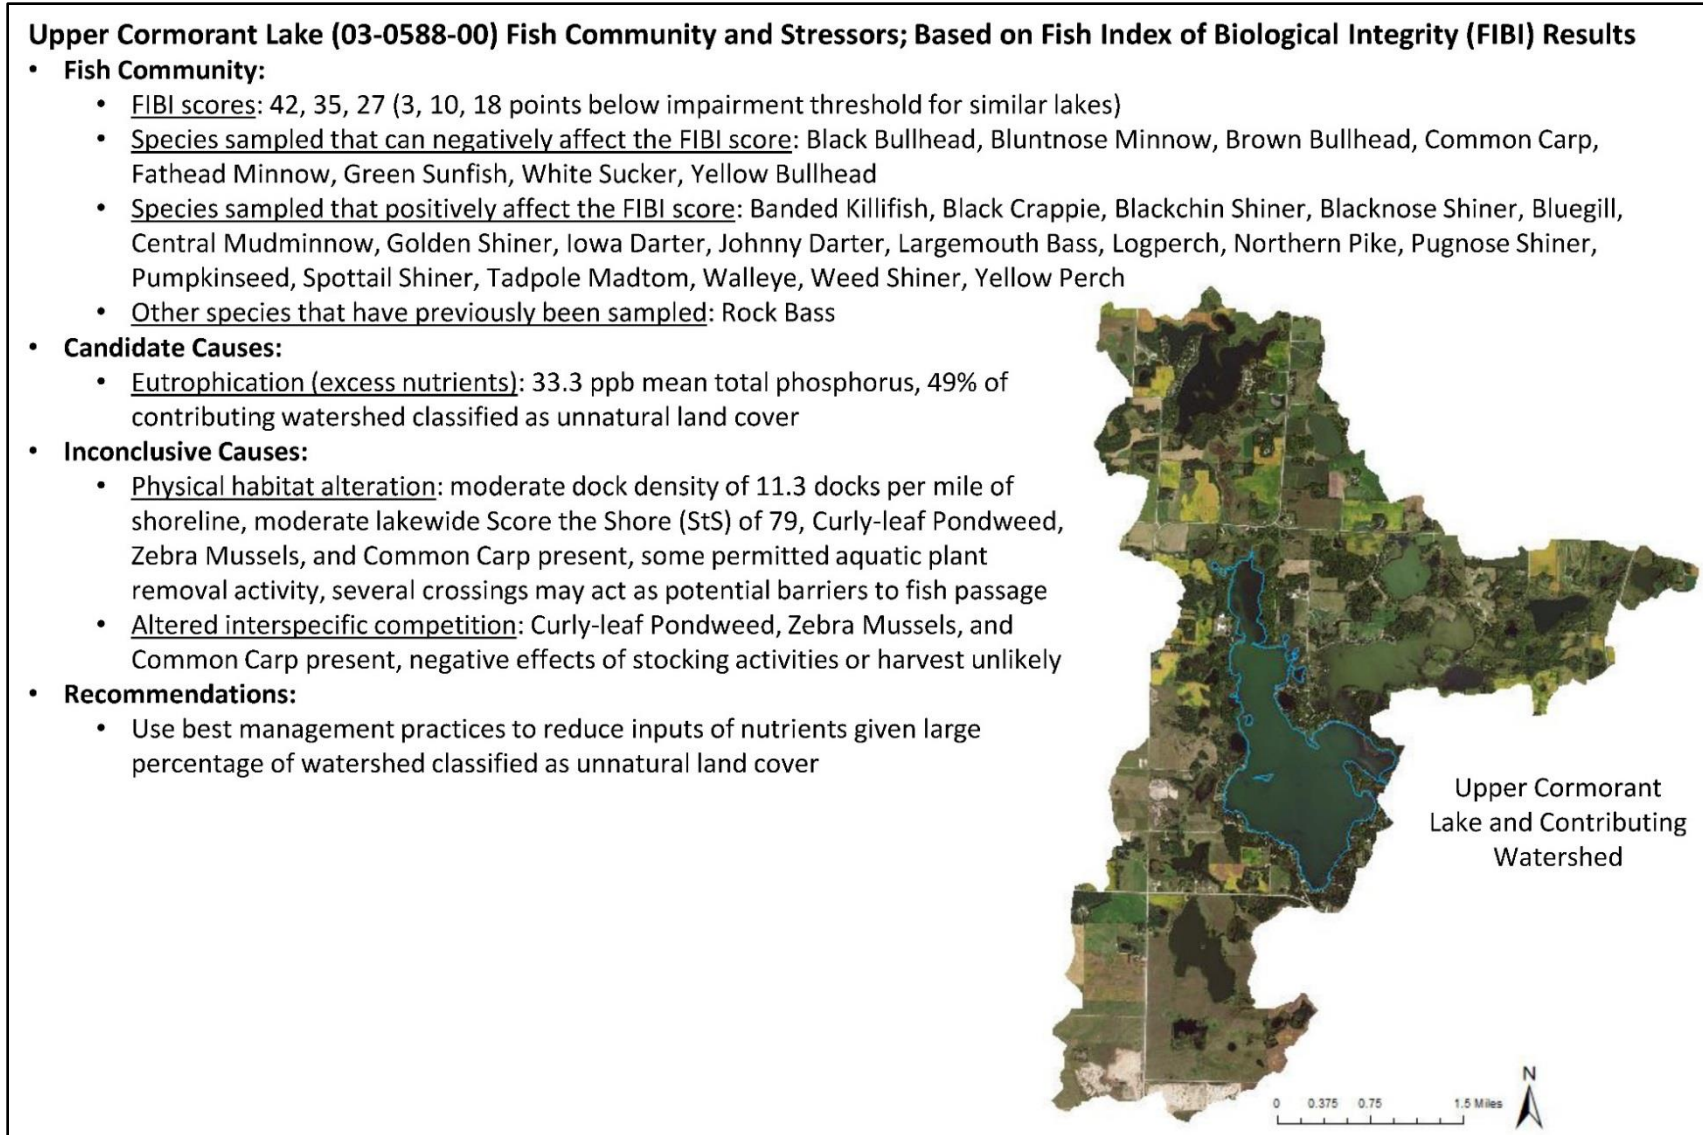 Upper Cormorant Lake (03-0588-00) Fish Community and Stressors; Based on Fish Index of Biological Integrity (FIBI) Results
• Fish Community:
• FIBI scores: 42, 35, 27 (3, 10, 18 points below impairment threshold for similar lakes)
• Species sampled that can negatively affect the FIBI score: Black Bullhead, Bluntnose Minnow, Brown Bullhead, Common Carp,
Fathead Minnow, Green Sunfish, White Sucker, Yellow Bullhead
• Species sampled that positively affect the FIBI score: Banded Killifish, Black Crappie, Blackchin Shiner, Blacknose Shiner, Bluegill,
Central Mudminnow, Golden Shiner, Iowa Darter, Johnny Darter, Largemouth Bass, Logperch, Northern Pike, Pugnose Shiner,
Pumpkinseed, Spottail Shiner, Tadpole Madtom, Walleye, Weed Shiner, Yellow Perch
• Other species that have previously been sampled: Rock Bass
• Candidate Causes:
• Eutrophication (excess nutrients): 33.3 ppb mean total phosphorus, 49% of
contributing watershed classified as unnatural land cover
• Inconclusive Causes:
• Physical habitat alteration: moderate dock density of 11.3 docks per mile of
shoreline, moderate lakewide Score the Shore (StS) of 79, Curly-leaf Pondweed,
Zebra Mussels, and Common Carp present, some permitted aquatic plant
removal activity, several crossings may act as potential barriers to fish passage
• Altered interspecific competition: Curly-leaf Pondweed, Zebra Mussels, and
Common Carp present, negative effects of stocking activities or harvest unlikely
• Recommendations:
• Use best management practices to reduce inputs of nutrients given large
percentage of watershed classified as unnatural land cover
Upper Cormorant
Lake and Contributing
Watershed
N
0 0.375 0.75 1.5 Miles